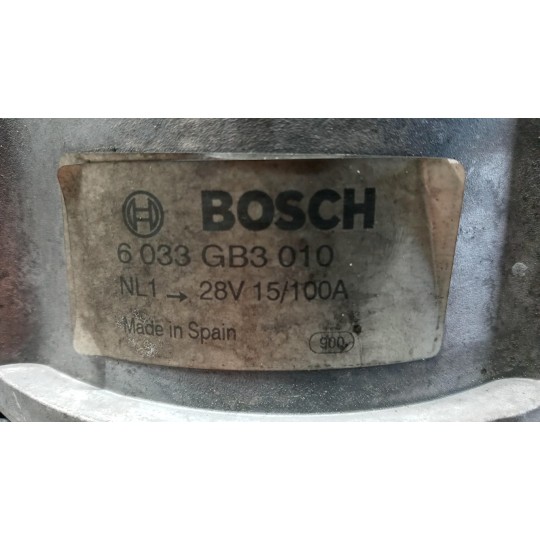 BOSCH
6 033 GB3 010
NL1 → 28V 15/100A
Made in Spain
900